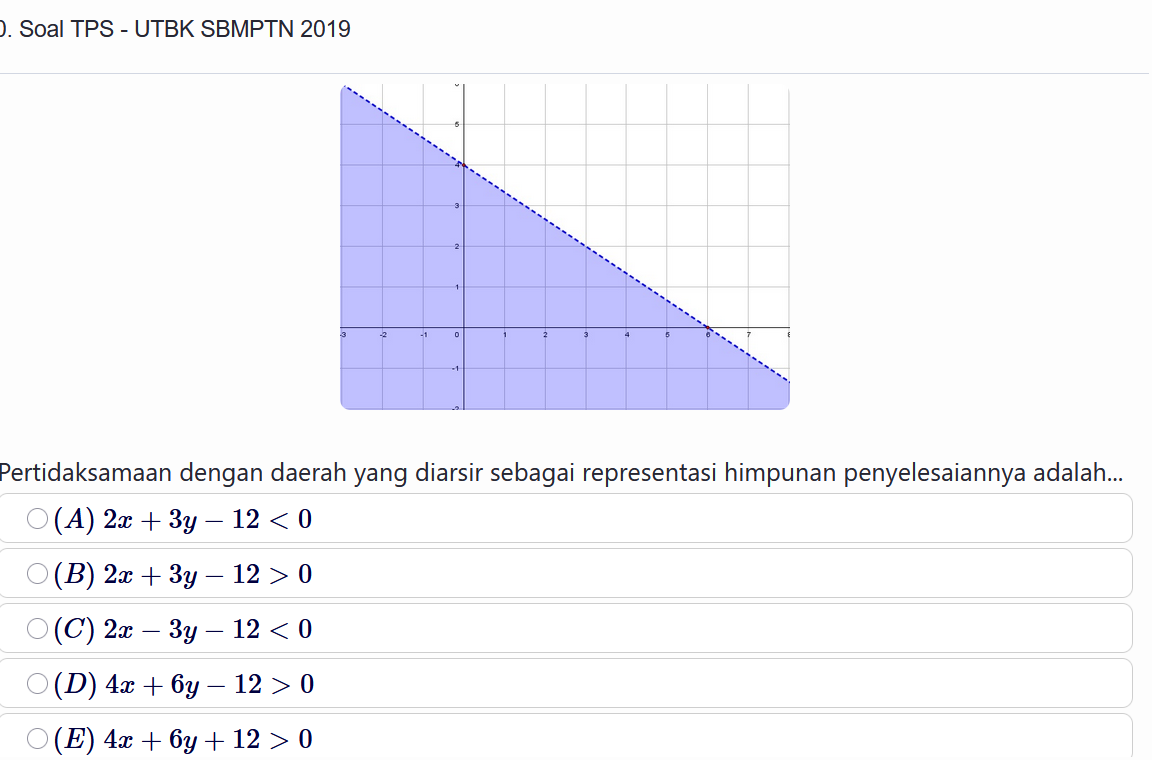 0. Soal TPS - UTBK SBMPTN 2019
5
4
3
2
1
-3 -2 -1 0 1 2 3 4 5 6 7 8
-1
-2
Pertidaksamaan dengan daerah yang diarsir sebagai representasi himpunan penyelesaiannya adalah...
(A) 2x + 3y − 12 < 0
(B) 2x + 3y − 12 > 0
(C) 2x − 3y − 12 < 0
(D) 4x + 6y − 12 > 0
(E) 4x + 6y + 12 > 0